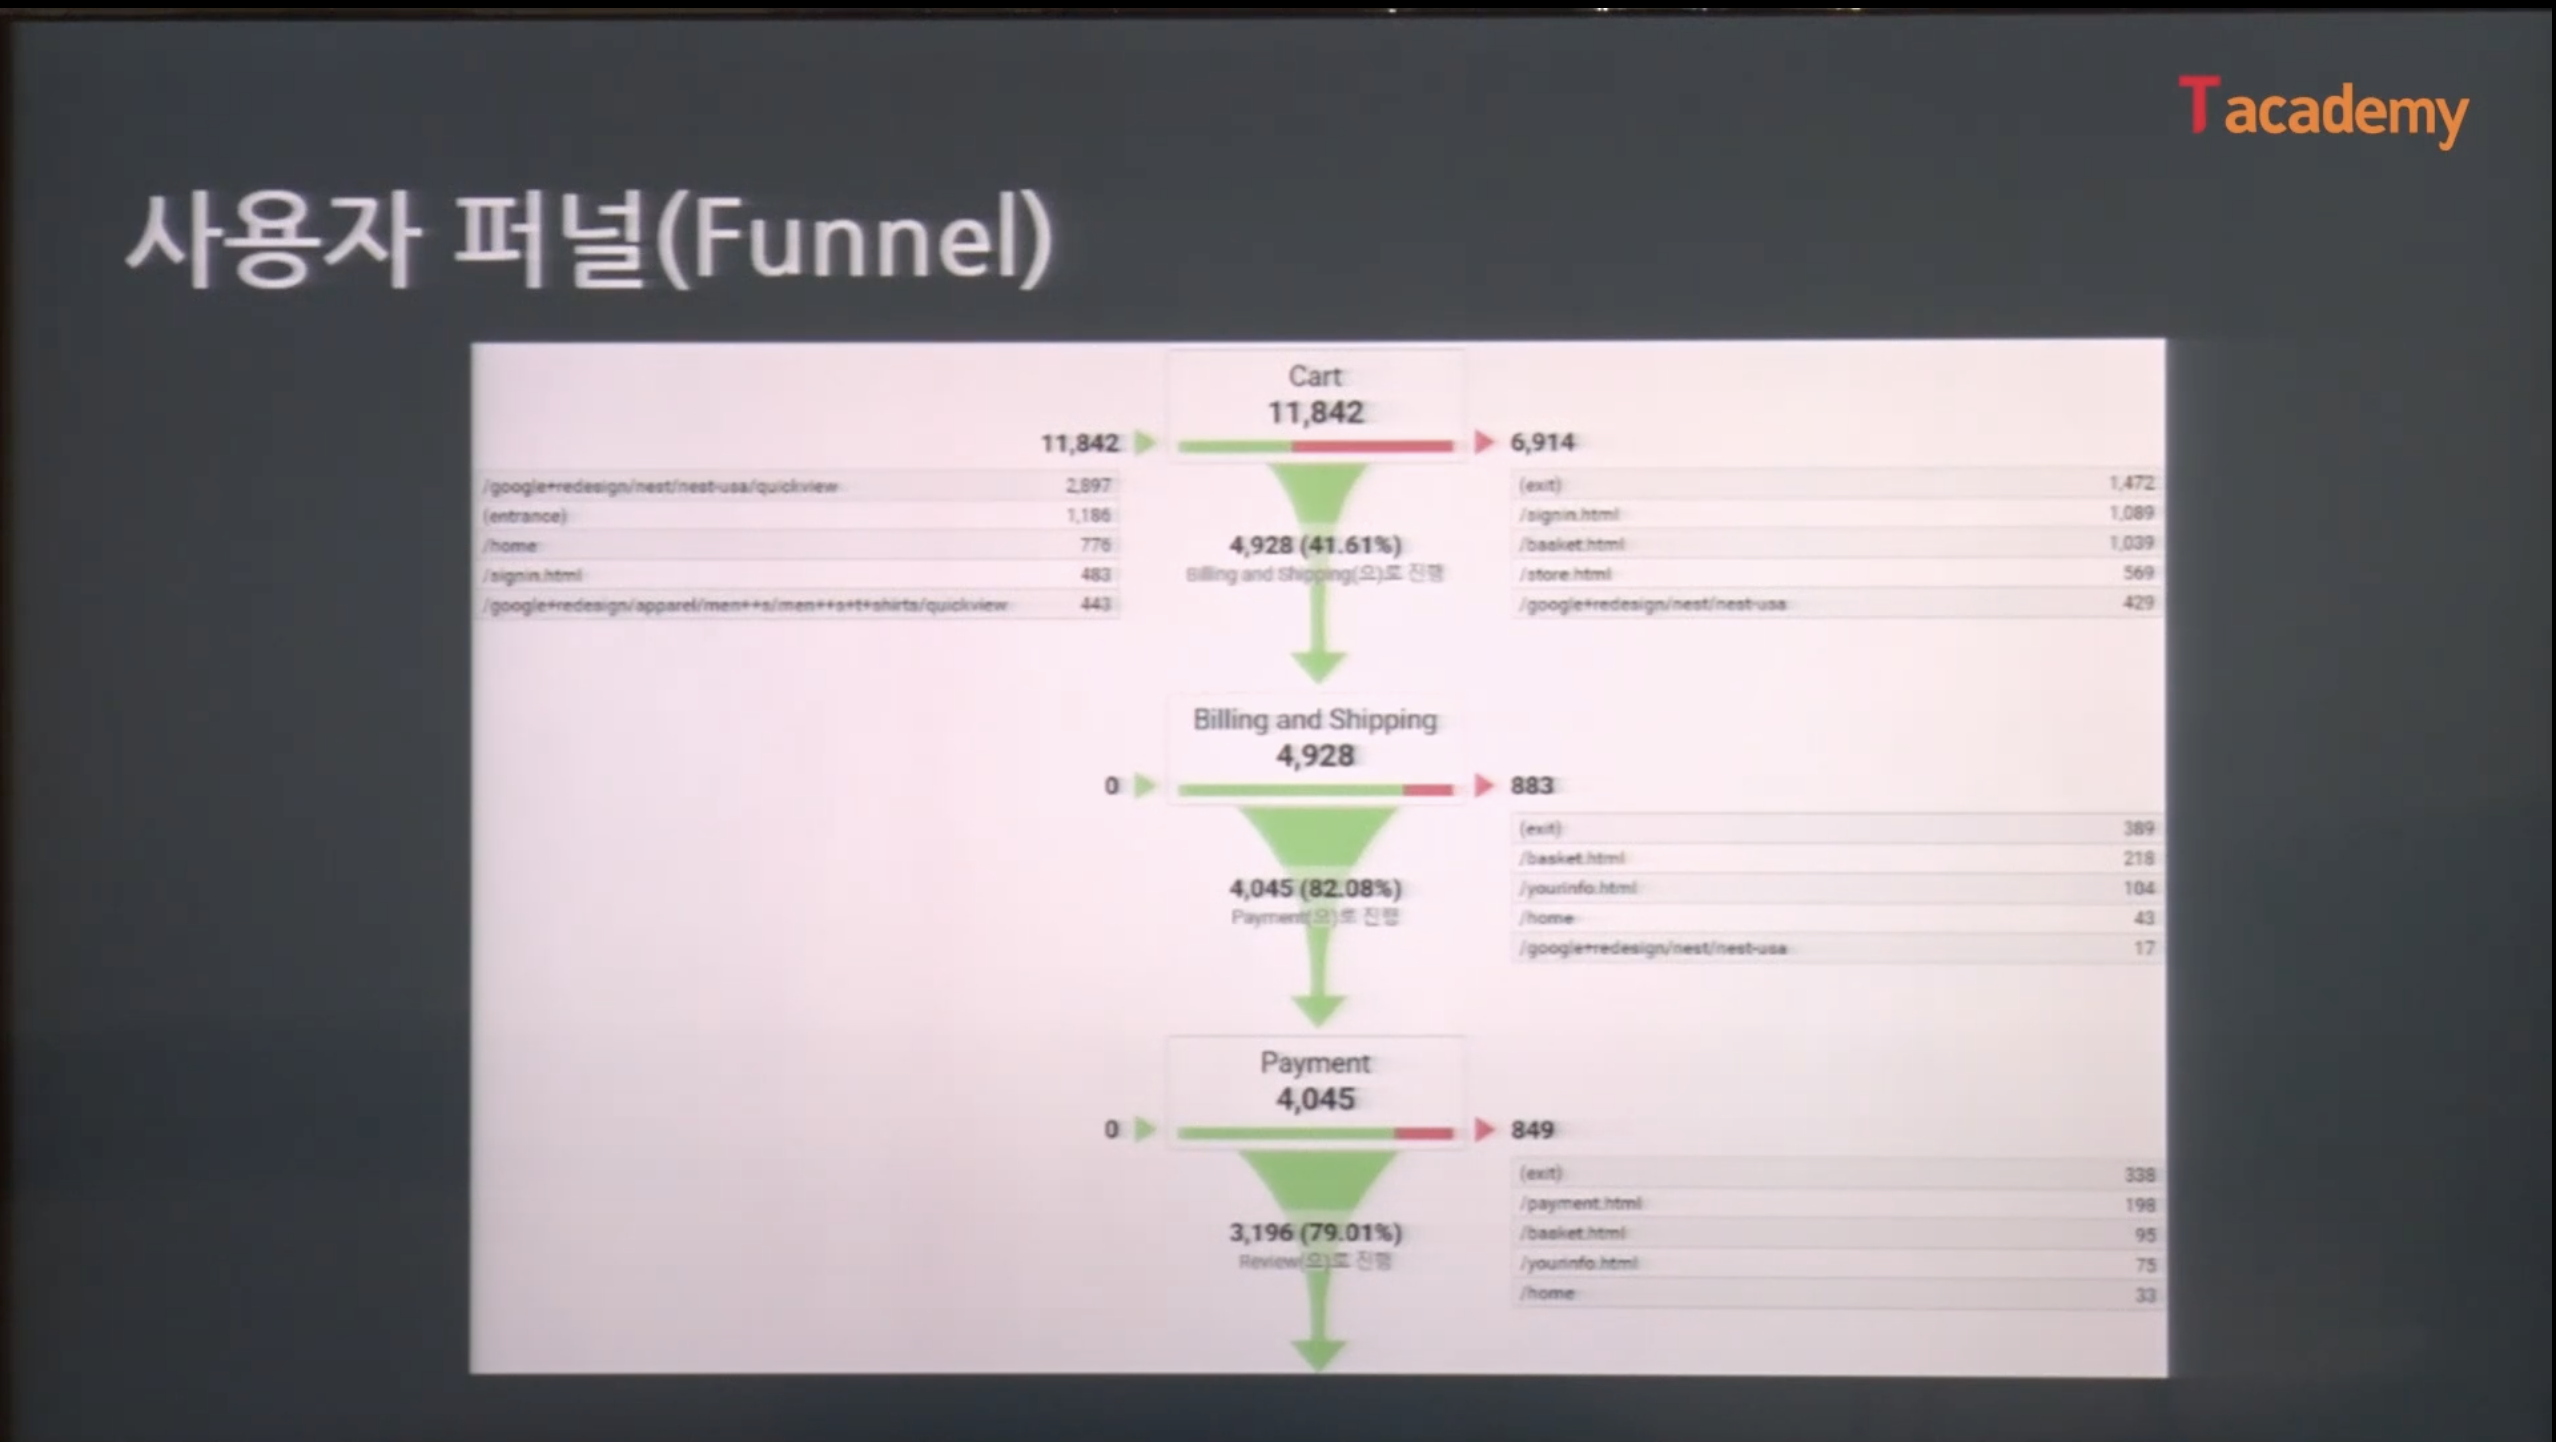 T academy
사용자 퍼널(Funnel)
Cart
11,842
11,842
6,914
/google+redesign/nest/nest-usa/quickview 2,897
(entrance) 1,186
/home 776
/signin.html 483
/google+redesign/apparel/men++s/men++s+t+shirts/quickview 443
(exit) 1,472
/signin.html 1,089
/basket.html 1,039
/store.html 569
/google+redesign/nest/nest-usa 429
4,928 (41.61%)
Billing and Shipping(으)로 진행
Billing and Shipping
4,928
0
883
(exit) 389
/basket.html 218
/yourinfo.html 104
/home 43
/google+redesign/nest/nest-usa 17
4,045 (82.08%)
Payment(으)로 진행
Payment
4,045
0
849
(exit) 338
/payment.html 198
/basket.html 95
/yourinfo.html 75
/home 33
3,196 (79.01%)
Review(으)로 진행